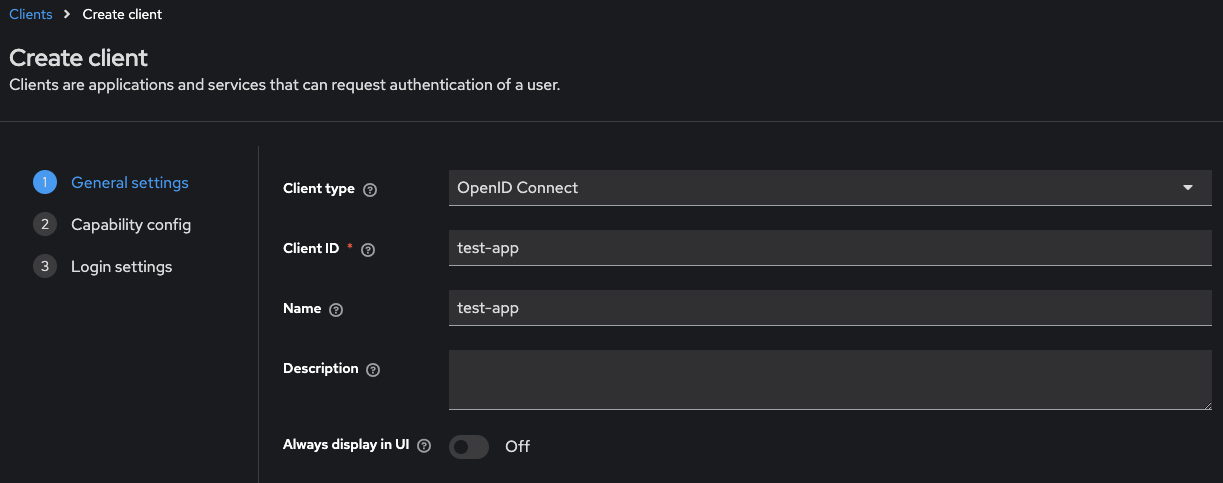 Clients > Create client
Create client
Clients are applications and services that can request authentication of a user.
1 General settings
2 Capability config
3 Login settings
Client type ? OpenID Connect
Client ID * ? test-app
Name ? test-app
Description ?
Always display in UI ? Off